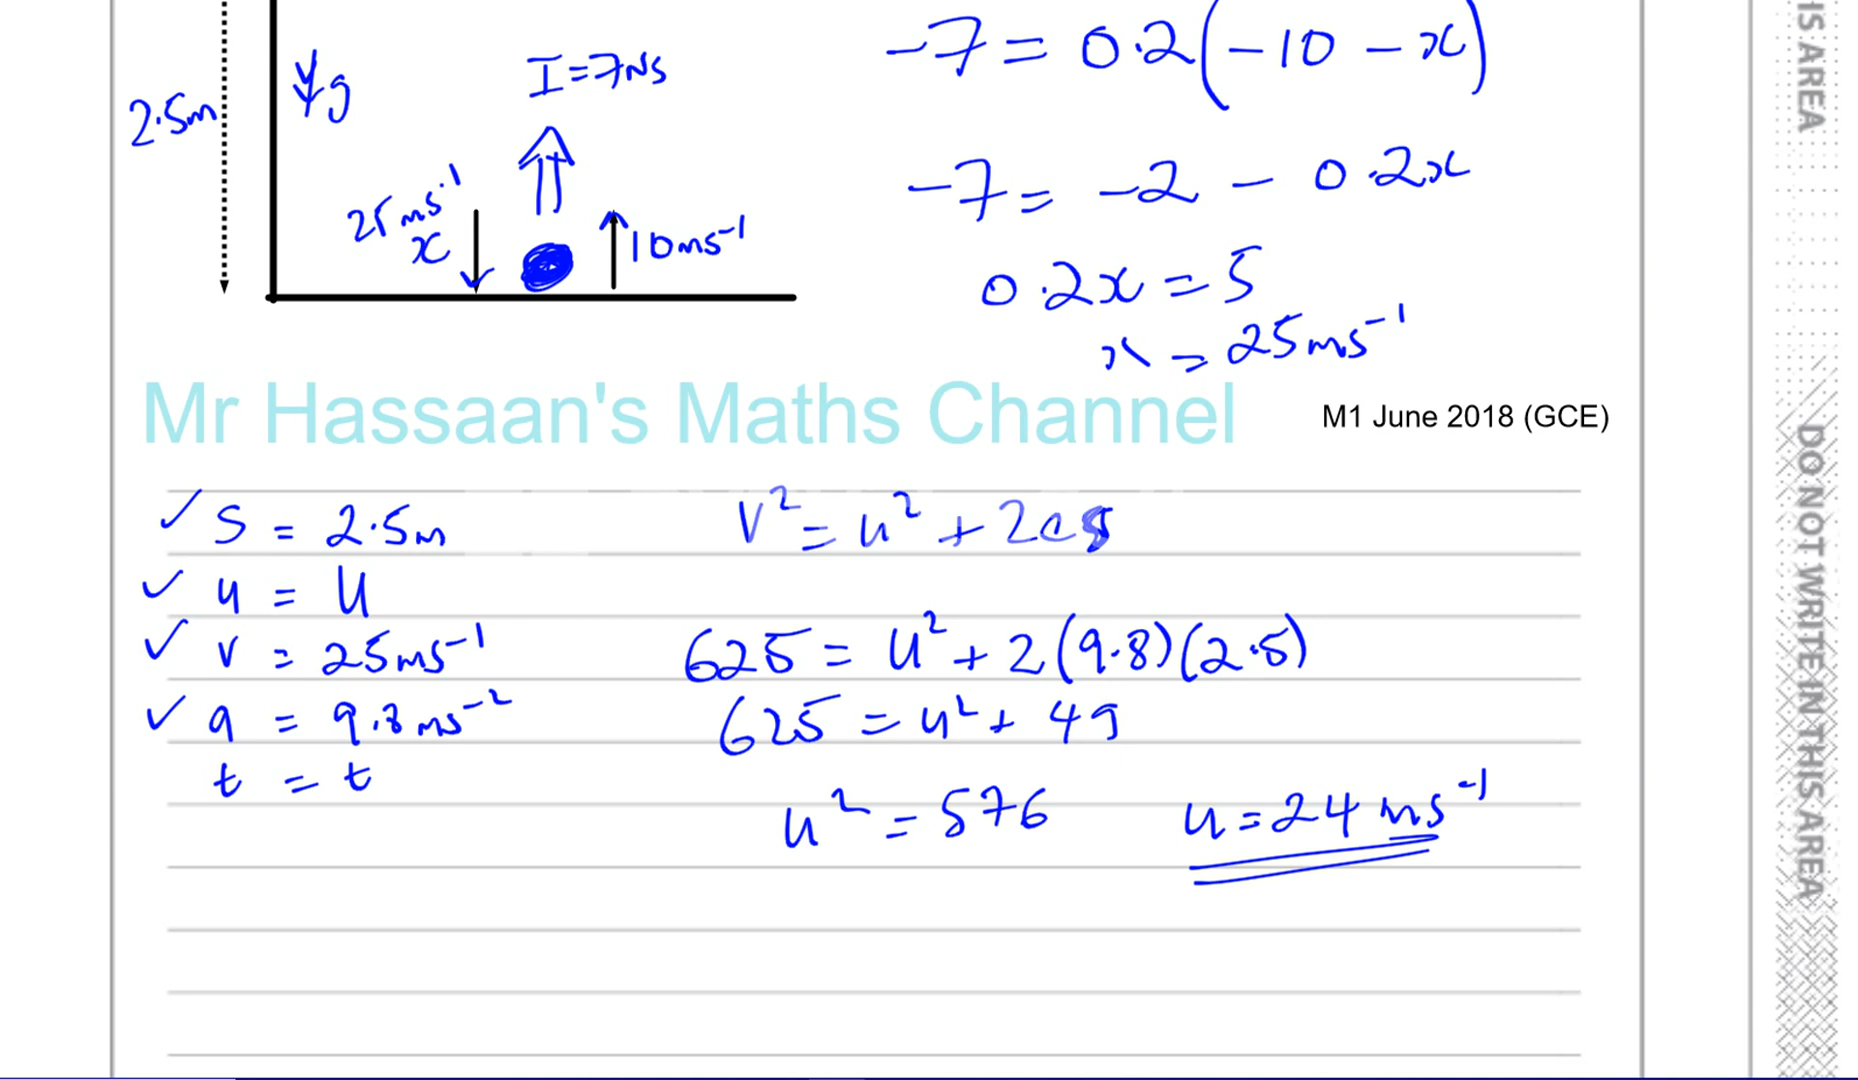 -7 = 0.2(-10 - x)
I = 7Ns
g
2.5m
-7 = -2 - 0.2x
25ms⁻¹
x
10ms⁻¹
0.2x = 5
x = 25ms⁻¹
Mr Hassaan's Maths Channel
M1 June 2018 (GCE)
✓ s = 2.5m
v² = u² + 2as
✓ u = u
✓ v = 25ms⁻¹
625 = u² + 2(9.8)(2.5)
✓ a = 9.8ms⁻²
625 = u² + 49
t = t
u² = 576
u = 24ms⁻¹
IS AREA
DO NOT WRITE IN THIS AREA